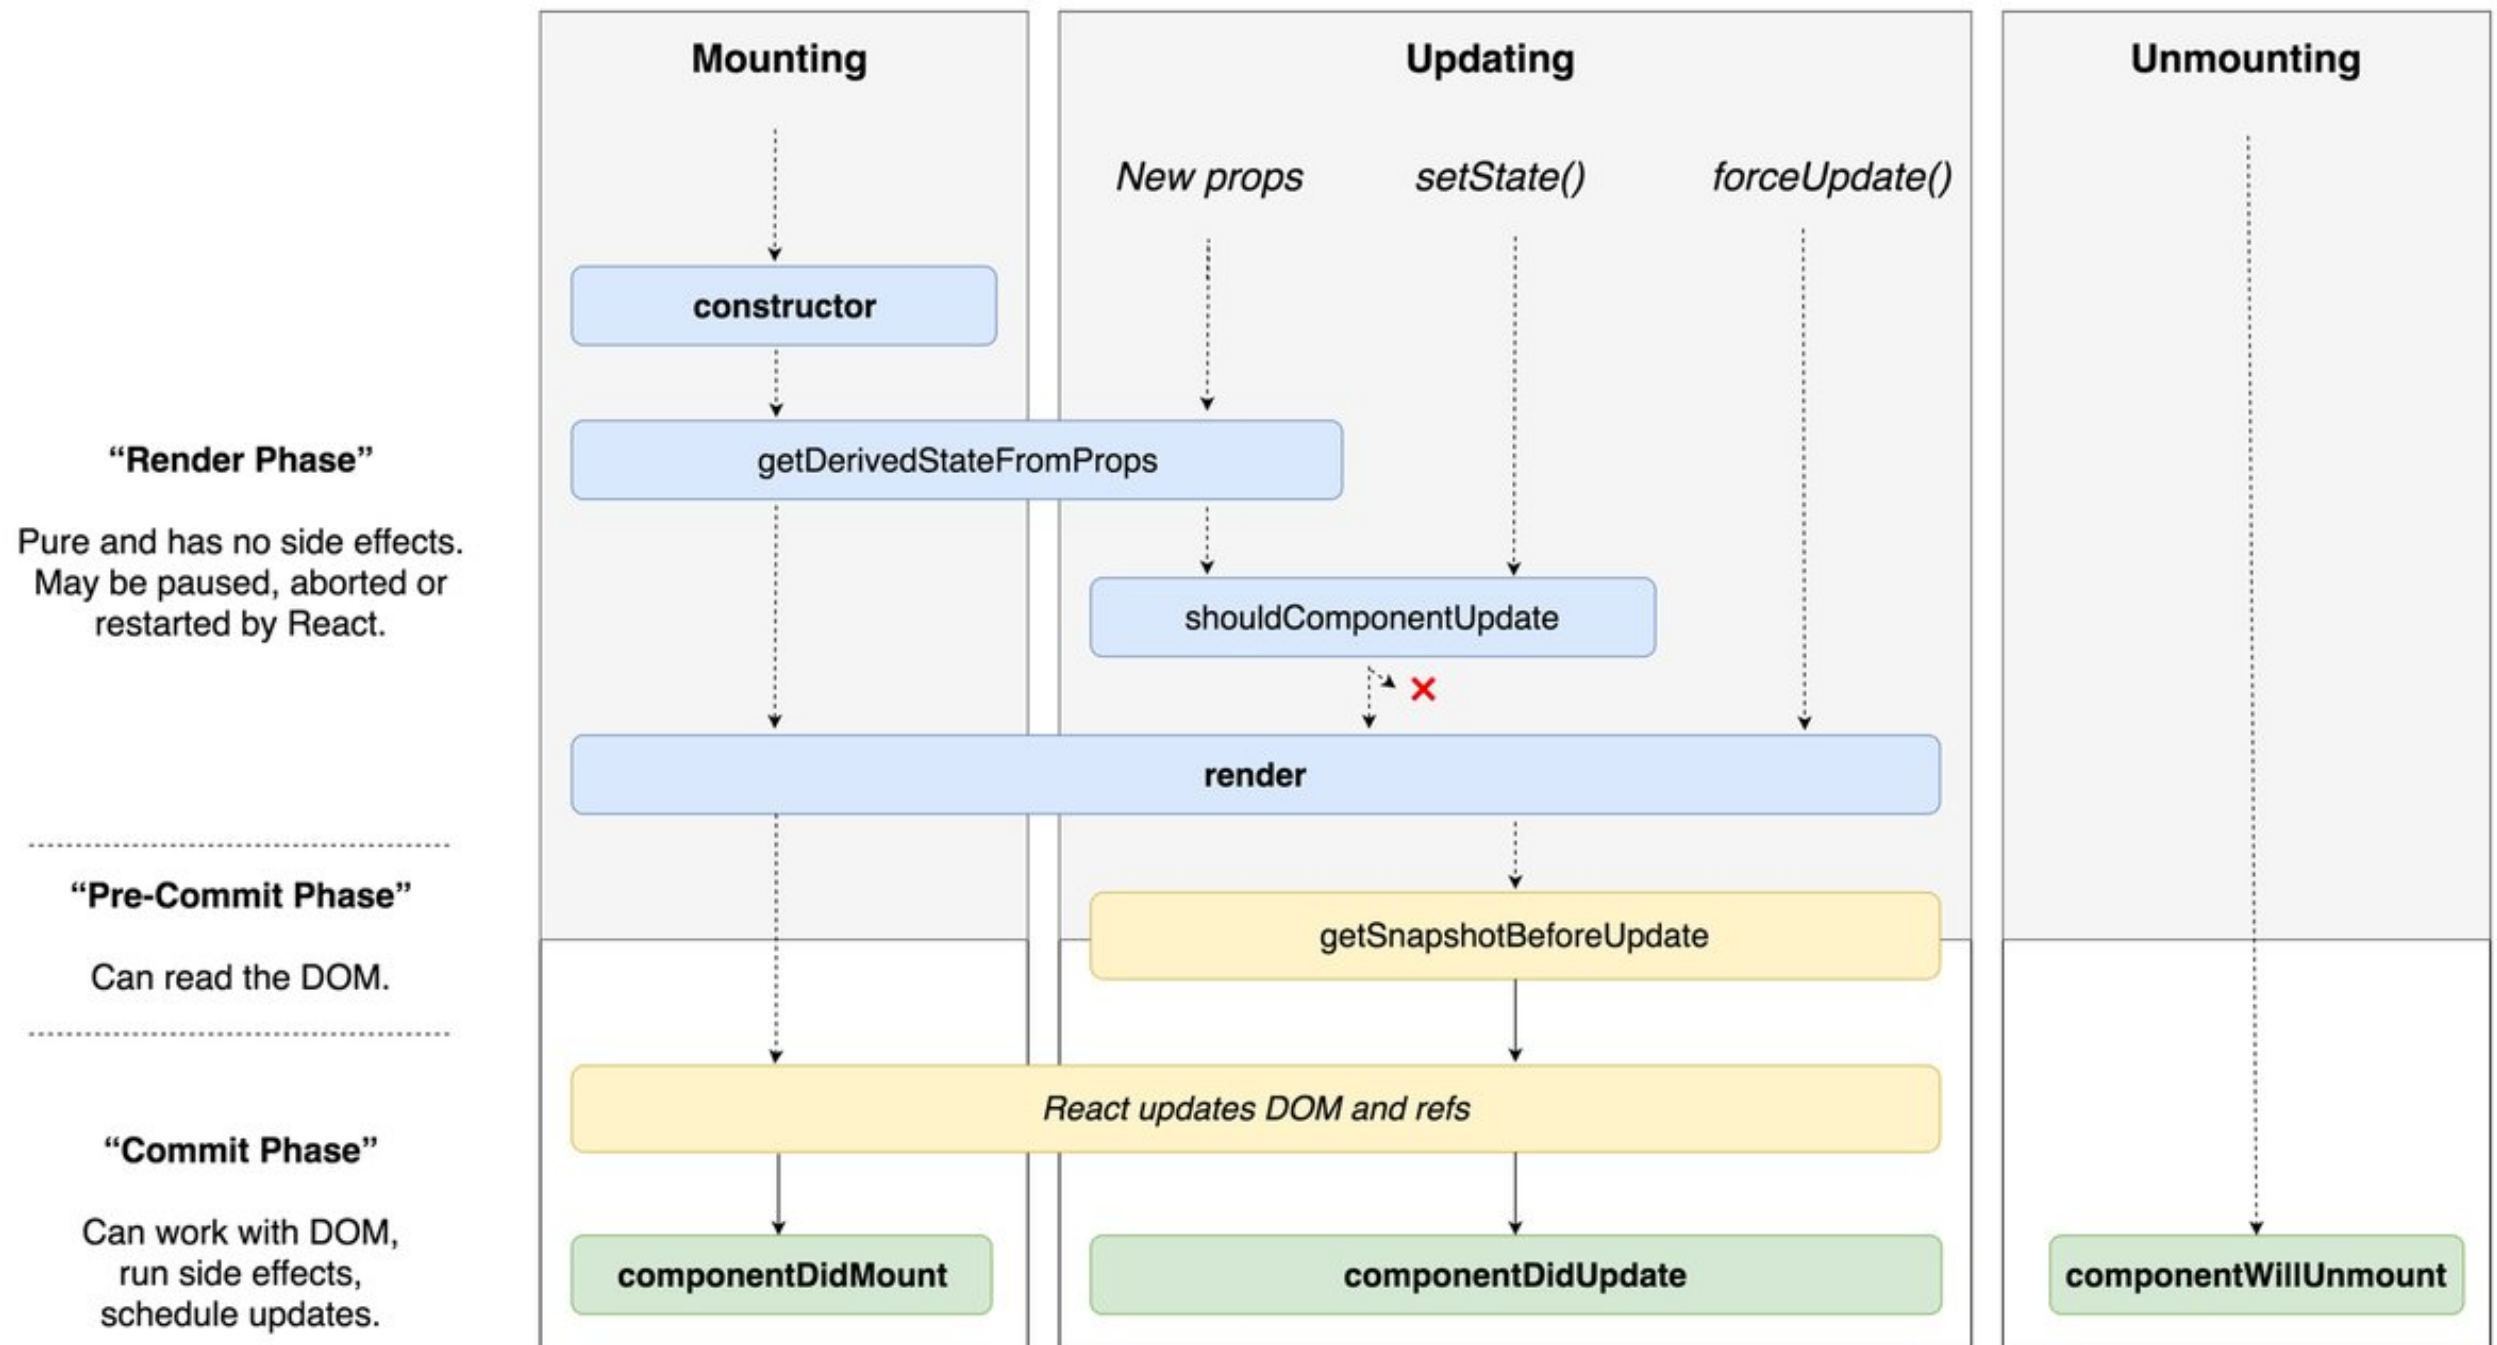 Mounting
Updating
Unmounting
New props
setState()
forceUpdate()
constructor
“Render Phase”
getDerivedStateFromProps
Pure and has no side effects.
May be paused, aborted or
restarted by React.
shouldComponentUpdate
render
“Pre-Commit Phase”
getSnapshotBeforeUpdate
Can read the DOM.
React updates DOM and refs
“Commit Phase”
Can work with DOM,
run side effects,
schedule updates.
componentDidMount
componentDidUpdate
componentWillUnmount